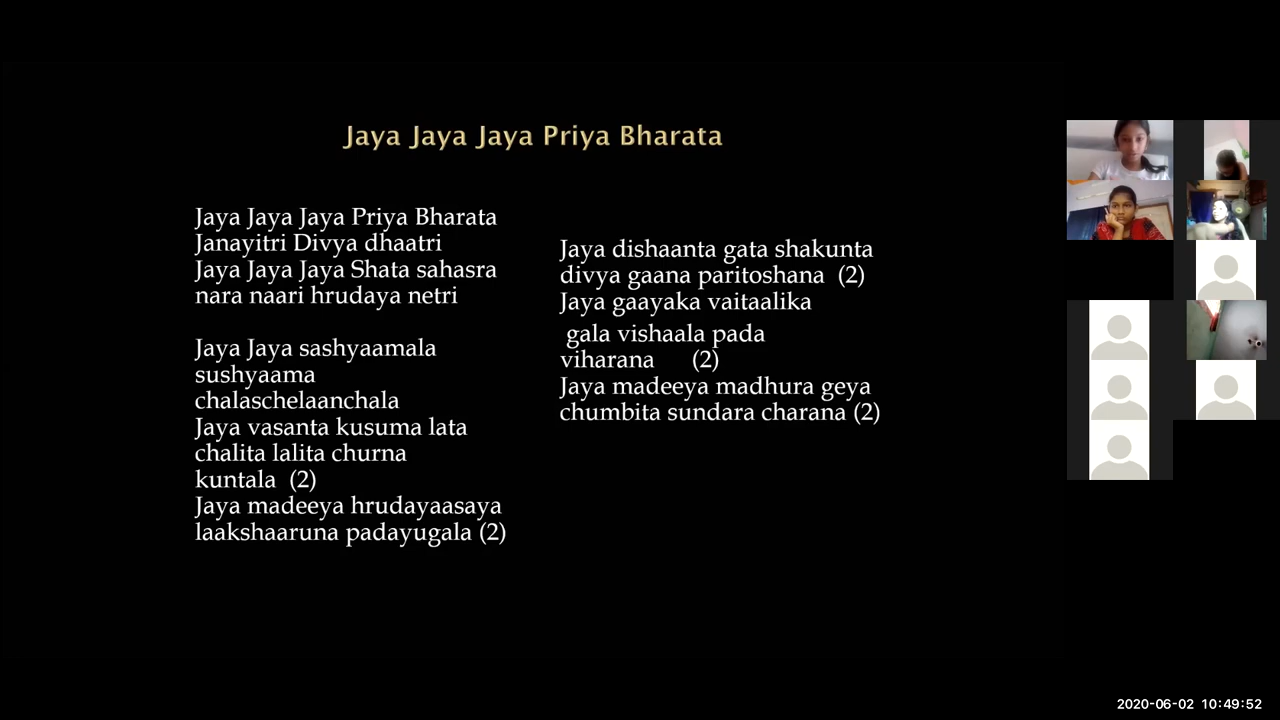 Jaya Jaya Jaya Priya Bharata
Jaya Jaya Jaya Priya Bharata
Janayitri Divya dhaatri
Jaya Jaya Jaya Shata sahasra
nara naari hrudaya netri
Jaya Jaya sashyaamala
sushyaama
chalaschelaanchala
Jaya vasanta kusuma lata
chalita lalita churna
kuntala (2)
Jaya madeeya hrudayaasaya
laakshaaruna padayugala (2)
Jaya dishaanta gata shakunta
divya gaana paritoshana (2)
Jaya gaayaka vaitaalika
gala vishaala pada
viharana (2)
Jaya madeeya madhura geya
chumbita sundara charana (2)
2020-06-02 10:49:52